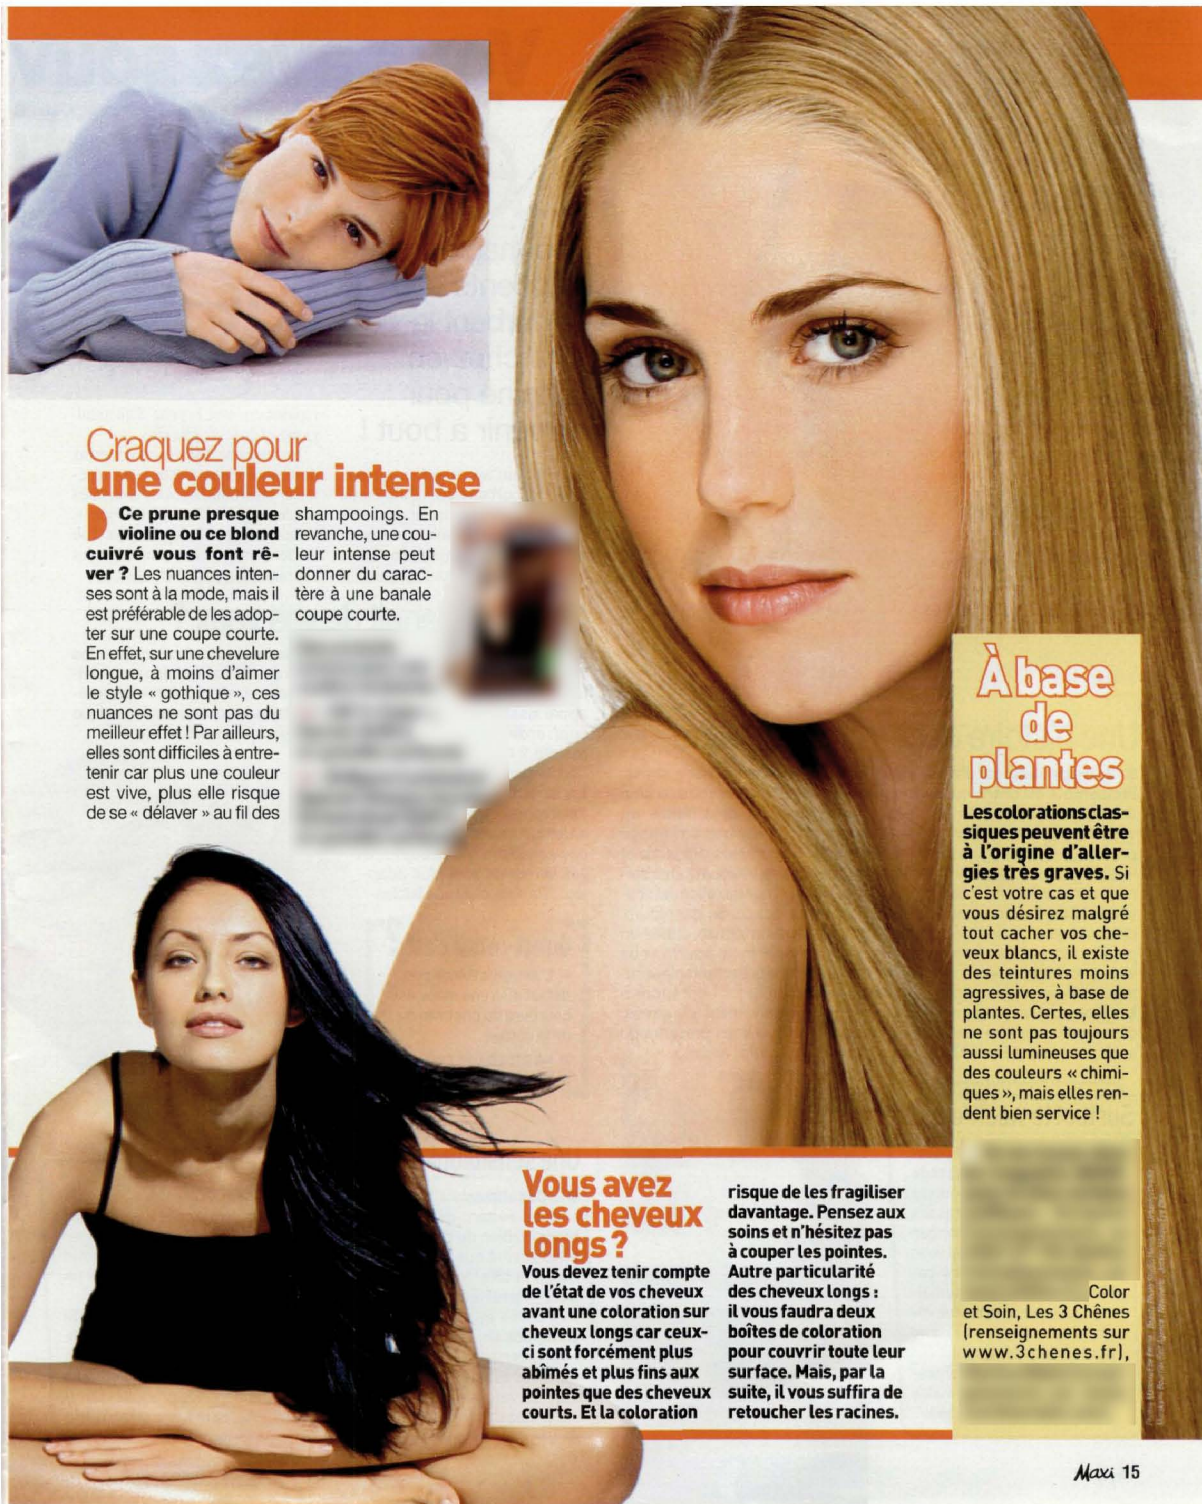 Craquez pour
une couleur intense
Ce prune presque
violine ou ce blond
cuivré vous font rê-
ver ? Les nuances inten-
ses sont à la mode, mais il
est préférable de les adop-
ter sur une coupe courte.
En effet, sur une chevelure
longue, à moins d'aimer
le style « gothique », ces
nuances ne sont pas du
meilleur effet ! Par ailleurs,
elles sont difficiles à entre-
tenir car plus une couleur
est vive, plus elle risque
de se « délaver » au fil des
shampooings. En
revanche, une cou-
leur intense peut
donner du carac-
tère à une banale
coupe courte.
À base
de
plantes
Les colorations clas-
siques peuvent être
à l'origine d'aller-
gies très graves. Si
c'est votre cas et que
vous désirez malgré
tout cacher vos che-
veux blancs, il existe
des teintures moins
agressives, à base de
plantes. Certes, elles
ne sont pas toujours
aussi lumineuses que
des couleurs « chimi-
ques », mais elles ren-
dent bien service !
Color
et Soin, Les 3 Chênes
(renseignements sur
www.3chenes.fr),
Vous avez
les cheveux
longs ?
Vous devez tenir compte
de l'état de vos cheveux
avant une coloration sur
cheveux longs car ceux-
ci sont forcément plus
abîmés et plus fins aux
pointes que des cheveux
courts. Et la coloration
risque de les fragiliser
davantage. Pensez aux
soins et n'hésitez pas
à couper les pointes.
Autre particularité
des cheveux longs :
il vous faudra deux
boîtes de coloration
pour couvrir toute leur
surface. Mais, par la
suite, il vous suffira de
retoucher les racines.
Maxi 15